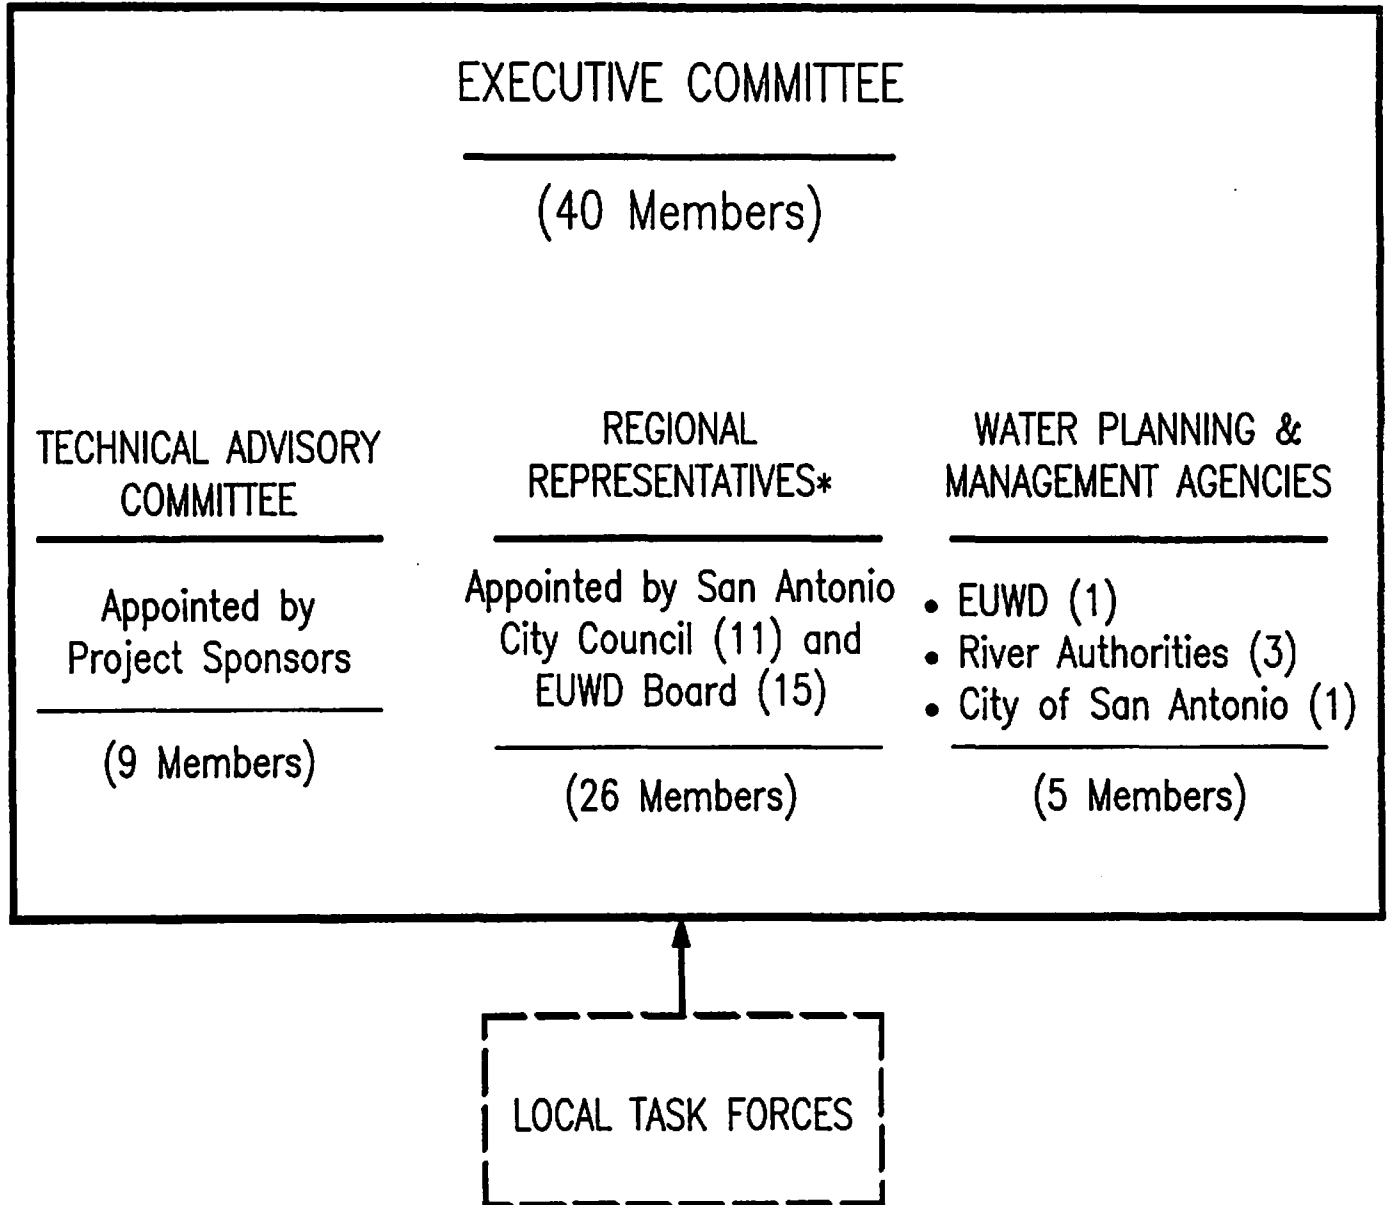 EXECUTIVE COMMITTEE
(40 Members)
TECHNICAL ADVISORY
COMMITTEE
Appointed by
Project Sponsors
(9 Members)
REGIONAL
REPRESENTATIVES*
Appointed by San Antonio
City Council (11) and
EUWD Board (15)
(26 Members)
WATER PLANNING &
MANAGEMENT AGENCIES
• EUWD (1)
• River Authorities (3)
• City of San Antonio (1)
(5 Members)
LOCAL TASK FORCES